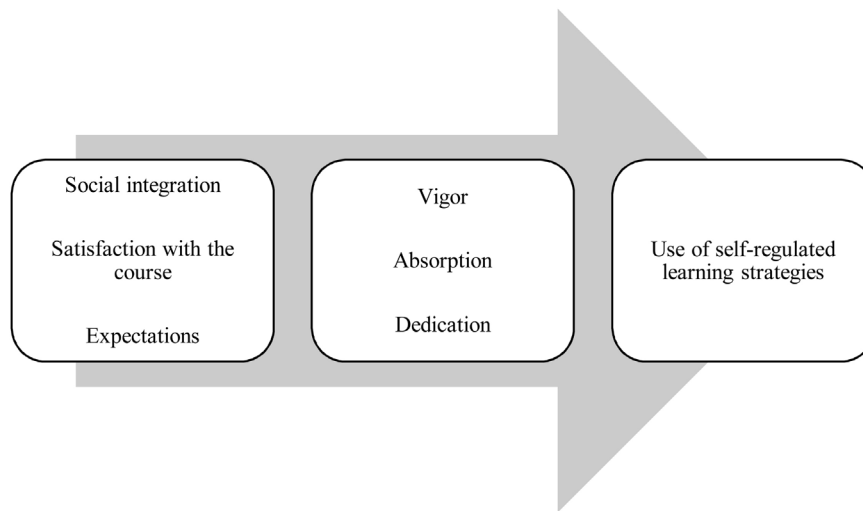 Social integration
Satisfaction with the
course
Expectations
Vigor
Absorption
Dedication
Use of self-regulated
learning strategies